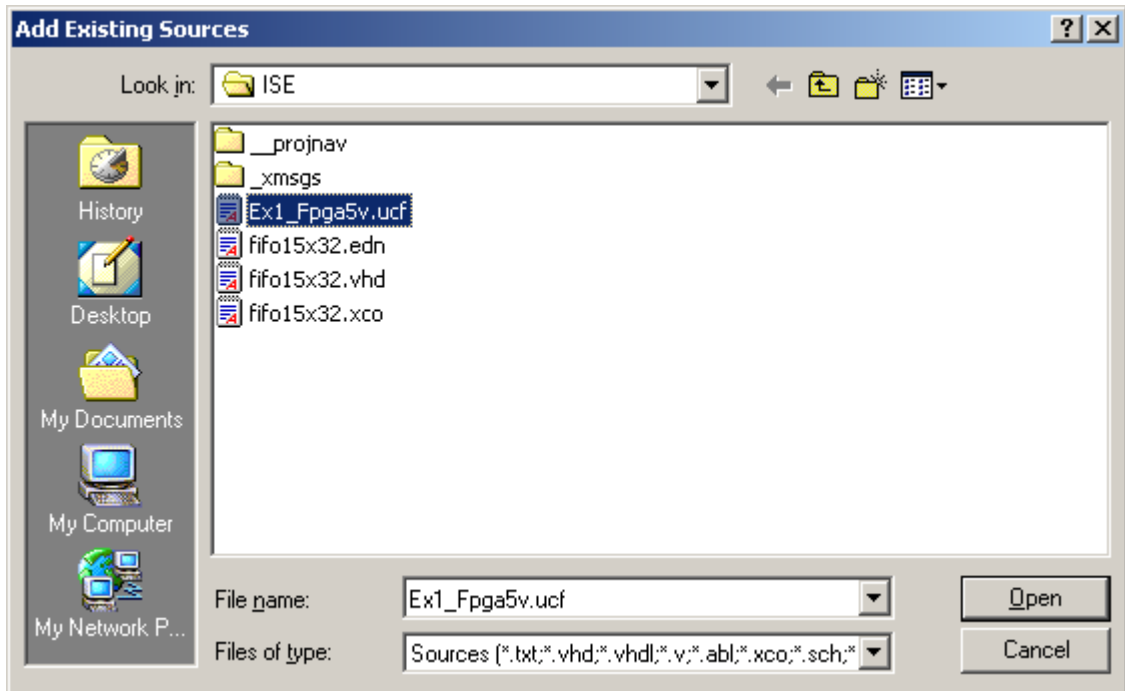 Add Existing Sources
Look in: ISE
__projnav
_xmsgs
Ex1_Fpga5v.ucf
fifo15x32.edn
fifo15x32.vhd
fifo15x32.xco
History
Desktop
My Documents
My Computer
My Network P...
File name: Ex1_Fpga5v.ucf Open
Files of type: Sources (*.txt;*.vhd;*.vhdl;*.v;*.abl;*.xco;*.sch;* Cancel